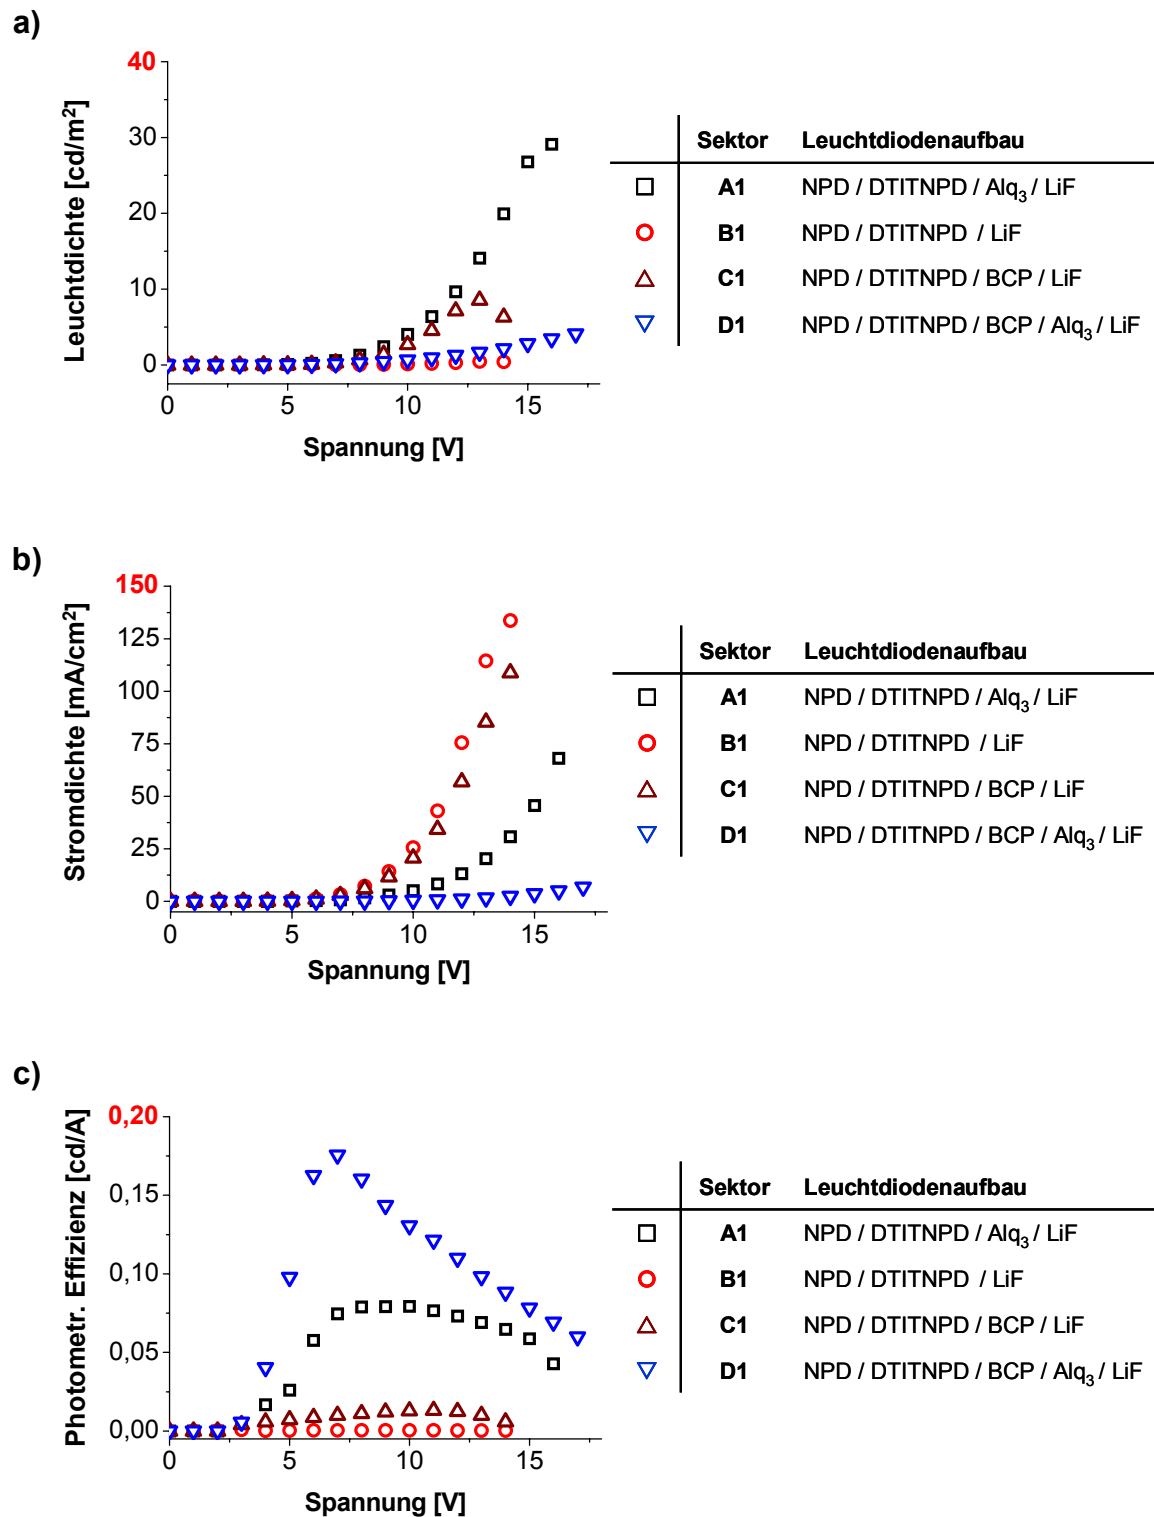 a)
40
30
20
10
0
Leuchtdichte [cd/m²]
0 5 10 15
Spannung [V]
Sektor Leuchtdiodenaufbau
A1 NPD / DTITNPD / Alq₃ / LiF
B1 NPD / DTITNPD / LiF
C1 NPD / DTITNPD / BCP / LiF
D1 NPD / DTITNPD / BCP / Alq₃ / LiF
b)
150
125
100
75
50
25
0
Stromdichte [mA/cm²]
0 5 10 15
Spannung [V]
Sektor Leuchtdiodenaufbau
A1 NPD / DTITNPD / Alq₃ / LiF
B1 NPD / DTITNPD / LiF
C1 NPD / DTITNPD / BCP / LiF
D1 NPD / DTITNPD / BCP / Alq₃ / LiF
c)
0,20
0,15
0,10
0,05
0,00
Photometr. Effizienz [cd/A]
0 5 10 15
Spannung [V]
Sektor Leuchtdiodenaufbau
A1 NPD / DTITNPD / Alq₃ / LiF
B1 NPD / DTITNPD / LiF
C1 NPD / DTITNPD / BCP / LiF
D1 NPD / DTITNPD / BCP / Alq₃ / LiF